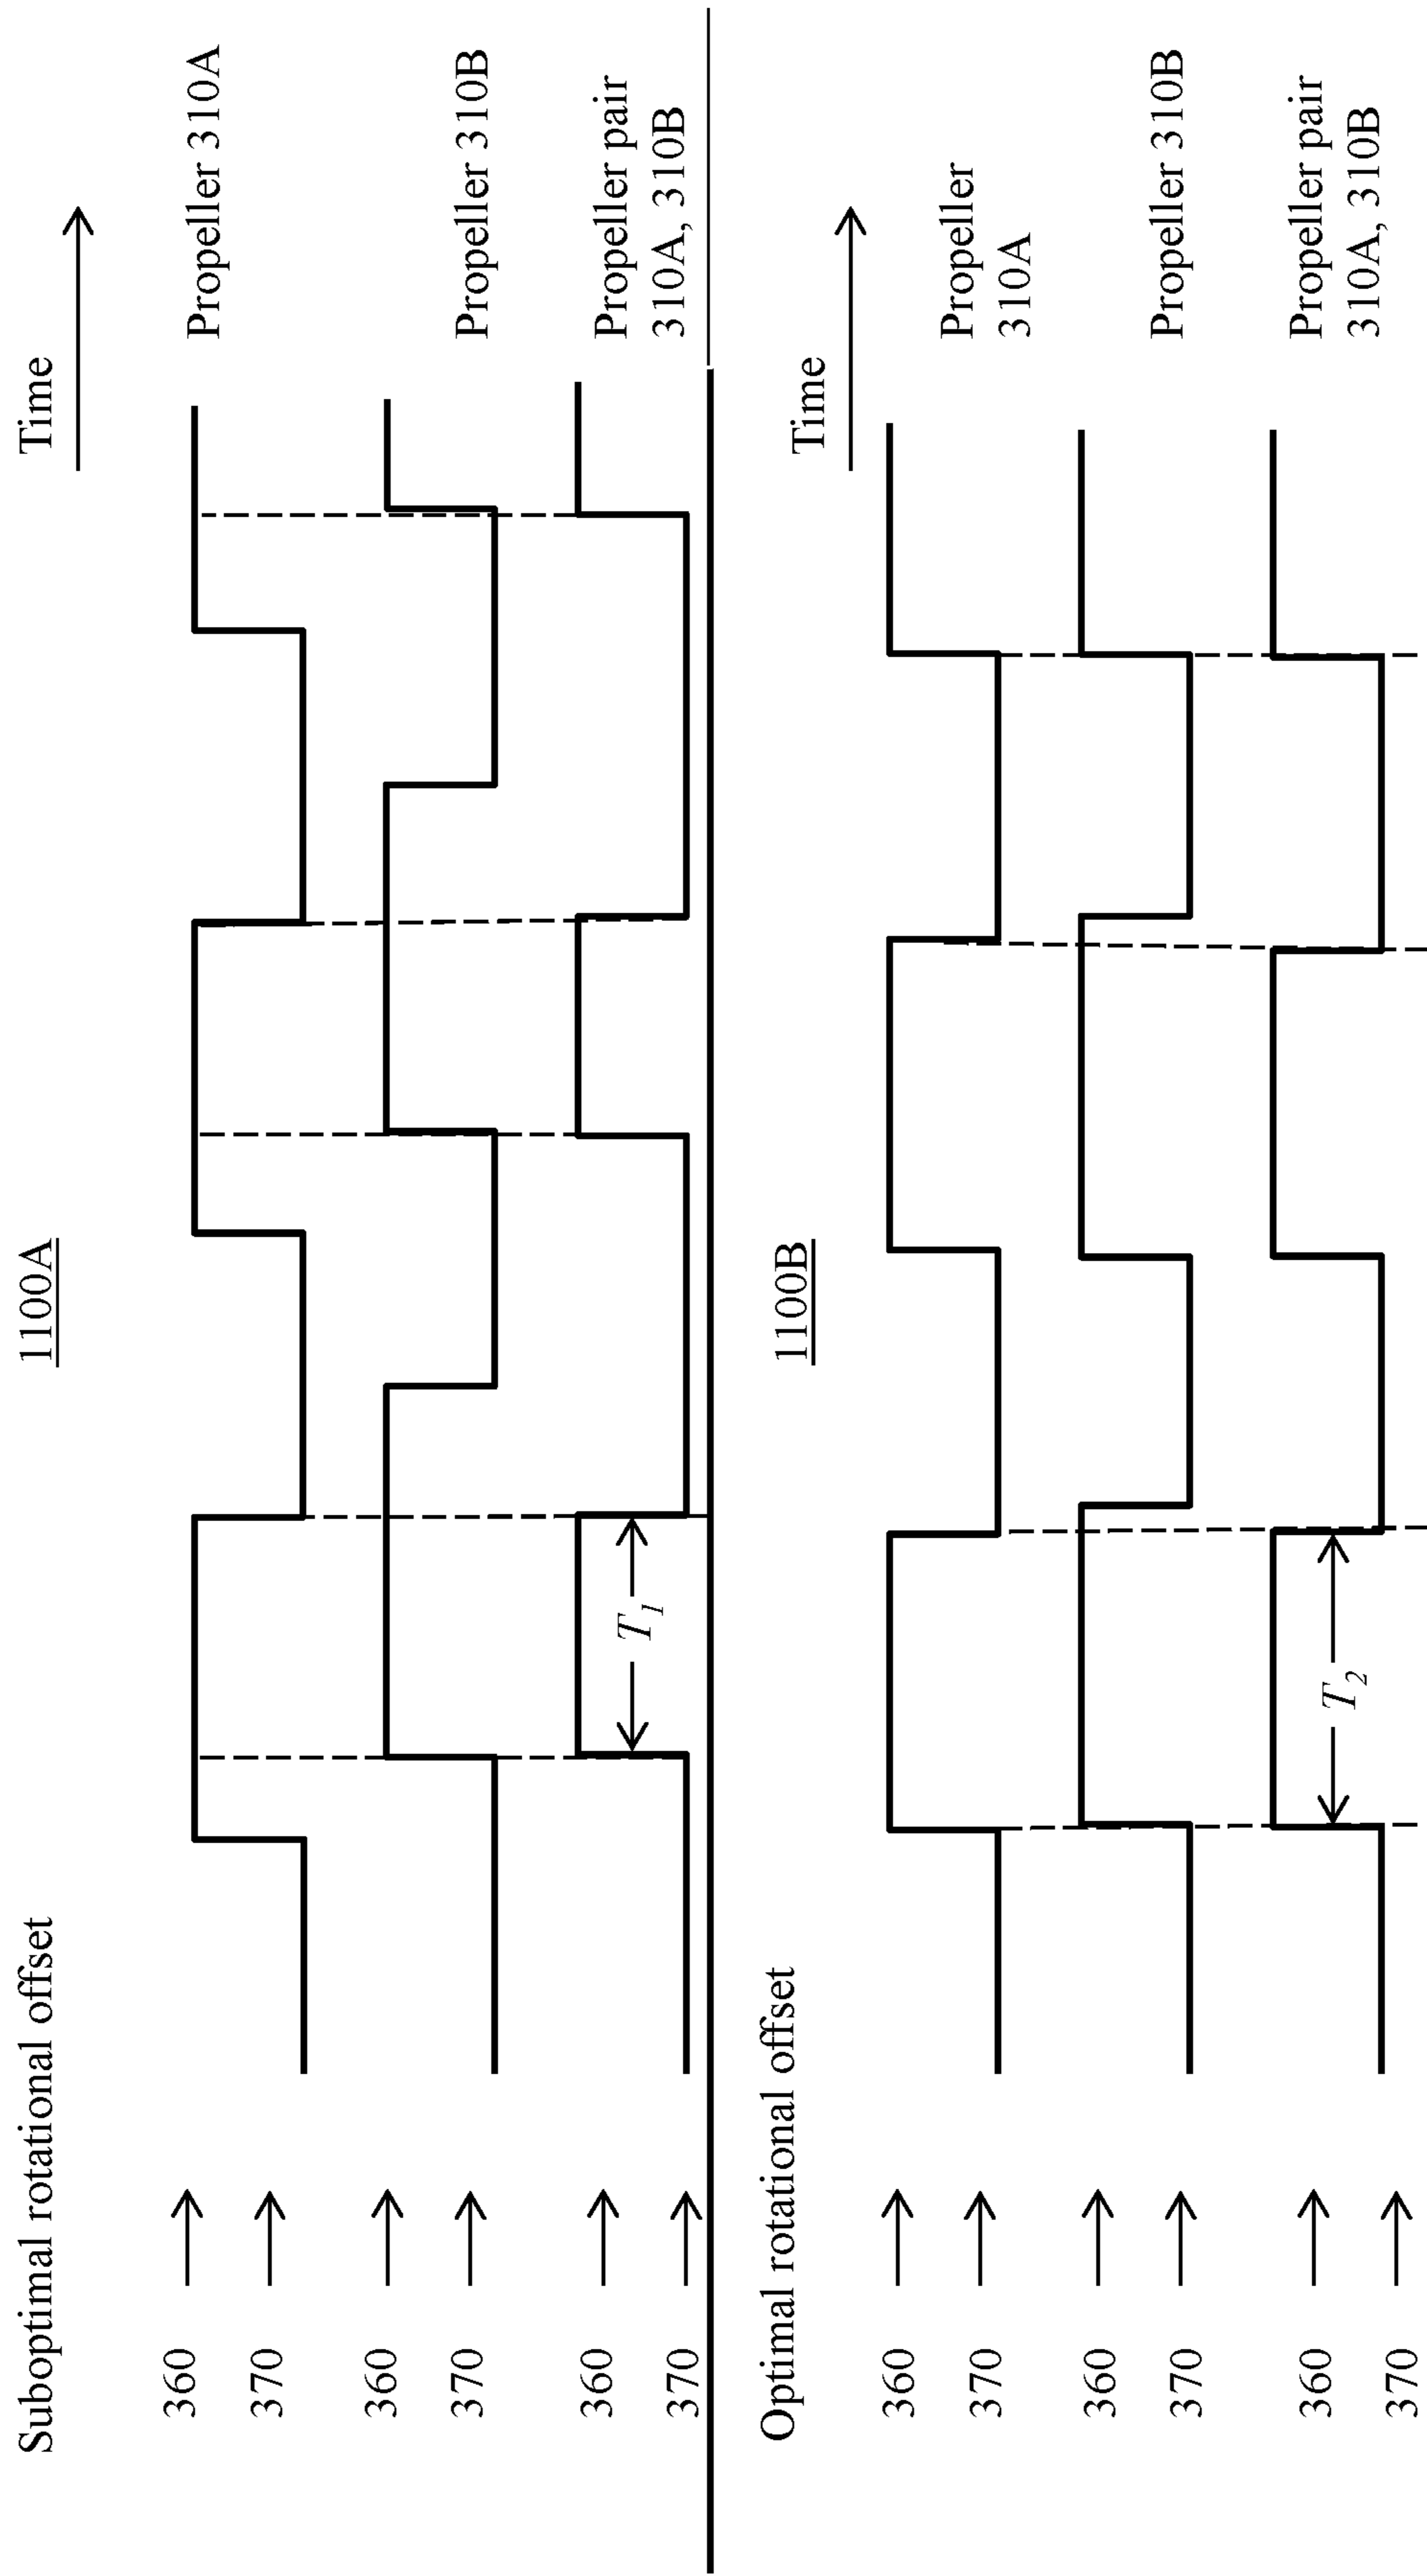 Suboptimal rotational offset
1100A
Time
360
370
Propeller 310A
360
370
Propeller 310B
360
370
T1
Propeller pair
310A, 310B
Optimal rotational offset
1100B
Time
360
370
Propeller
310A
360
370
Propeller 310B
360
370
T2
Propeller pair
310A, 310B